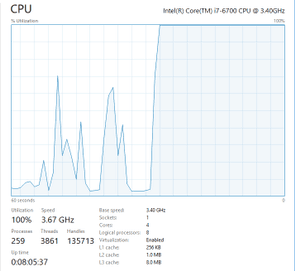 CPU Intel(R) Core(TM) i7-6700 CPU @ 3.40GHz
% Utilization 100%
60 seconds 0
Utilization Speed Base speed: 3.40 GHz
100% 3.67 GHz Sockets: 1
Cores: 4
Processes Threads Handles Logical processors: 8
259 3861 135713 Virtualization: Enabled
L1 cache: 256 KB
Up time L2 cache: 1.0 MB
0:08:05:37 L3 cache: 8.0 MB